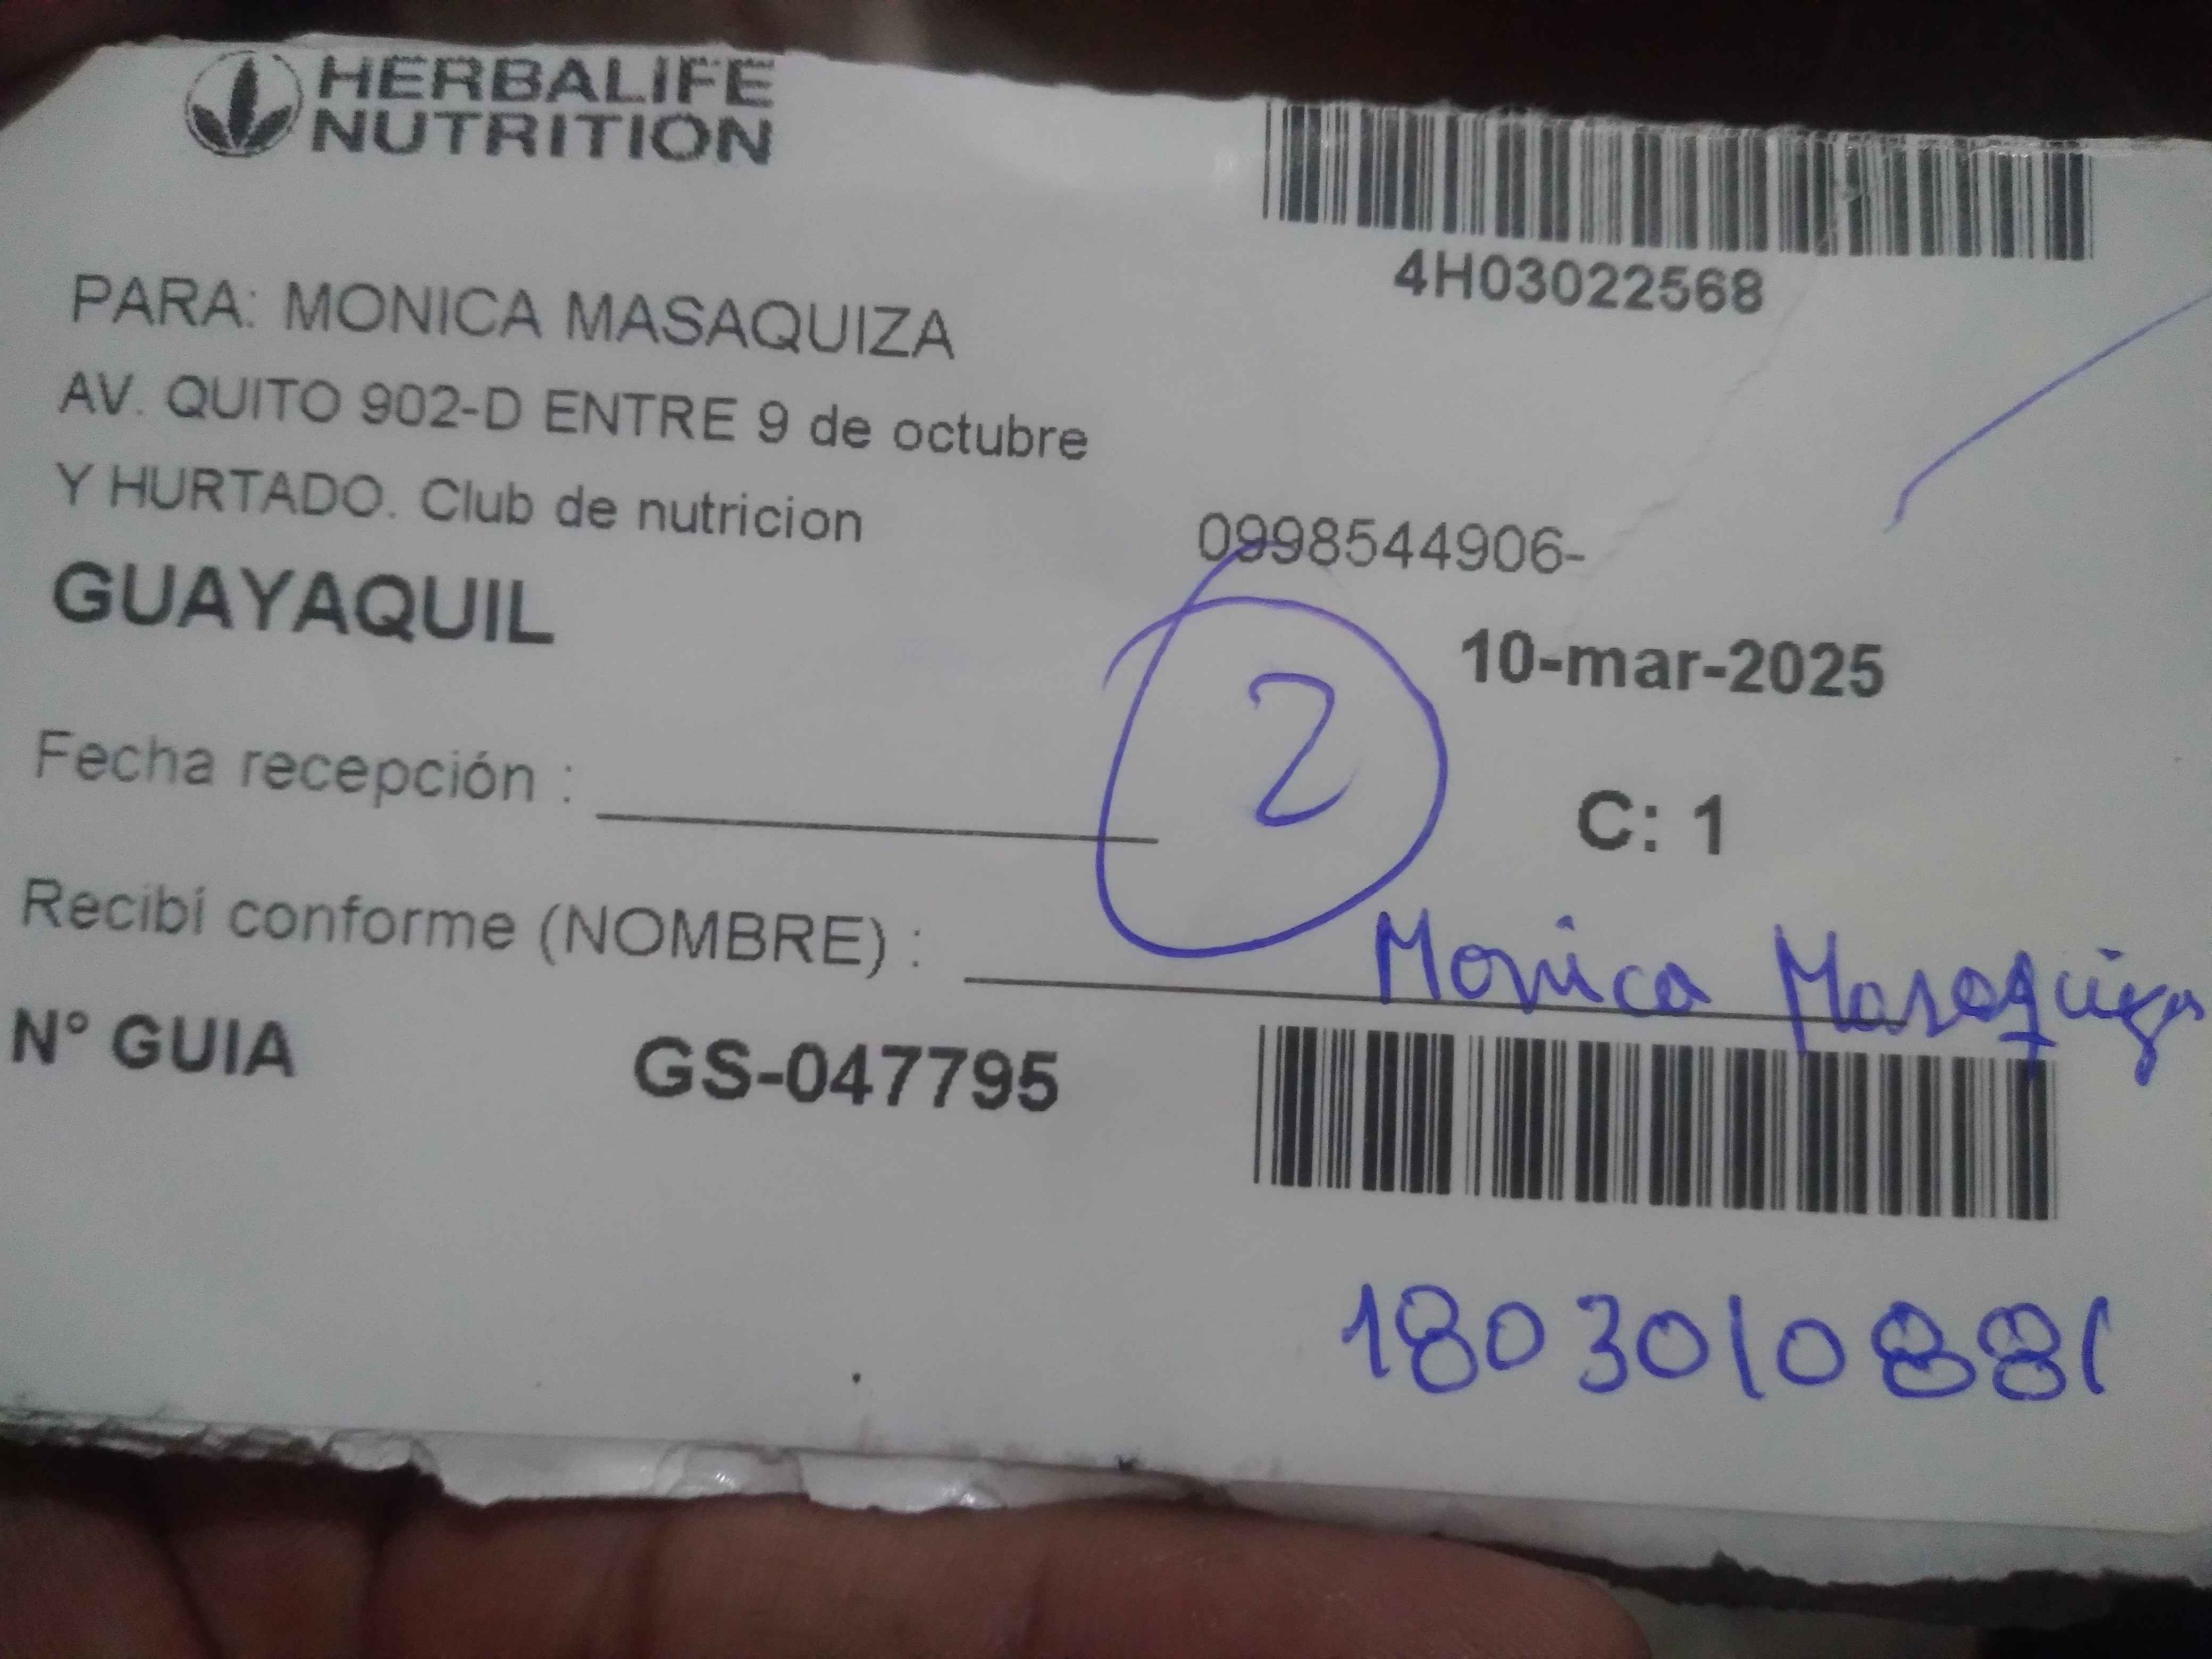 HERBALIFE
NUTRITION
4H03022568
PARA: MONICA MASAQUIZA
AV. QUITO 902-D ENTRE 9 de octubre
Y HURTADO. Club de nutricion
0998544906-
GUAYAQUIL
10-mar-2025
2
Fecha recepción :
C: 1
Recibí conforme (NOMBRE) :
Monica Masaquiza
N° GUIA GS-047795
1803010881